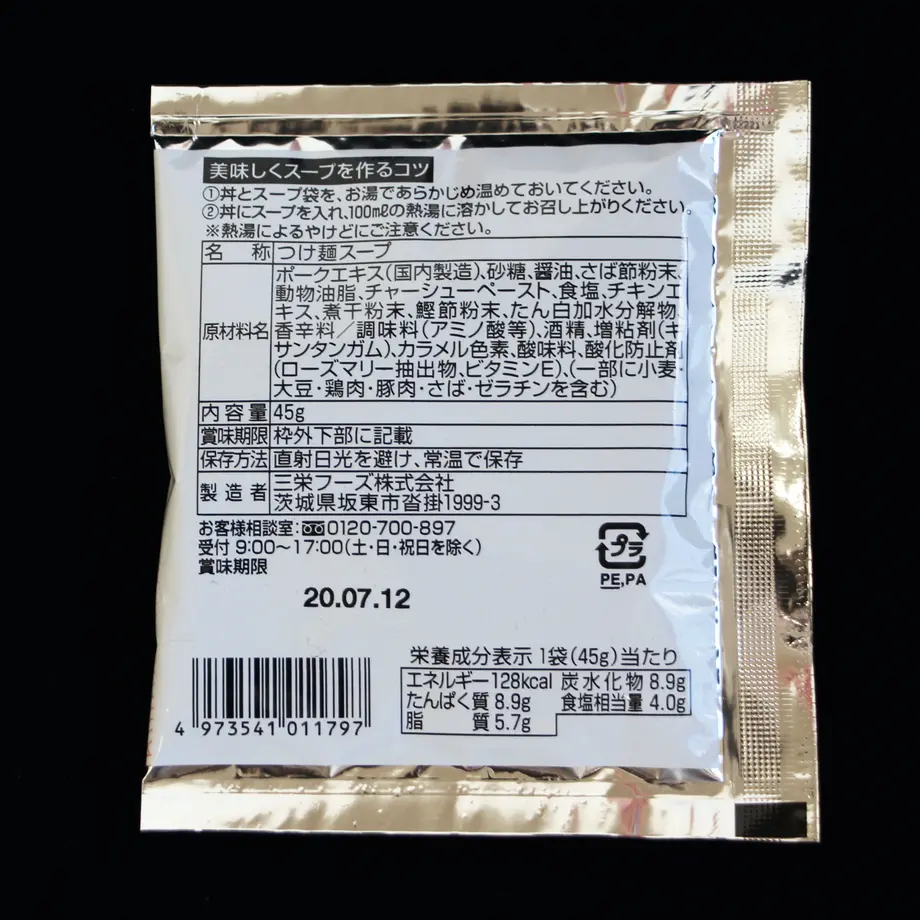 美味しくスープを作るコツ
①丼とスープ袋を、お湯であらかじめ温めておいてください。
②丼にスープを入れ、100mlの熱湯に溶かしてお召し上がりください。
※熱湯によるやけどにご注意ください。
名 称 つけ麺スープ
原材料名 ポークエキス(国内製造)、砂糖、醤油、さば節粉末、
動物油脂、チャーシューペースト、食塩、チキンエ
キス、煮干粉末、鰹節粉末、たん白加水分解物、
香辛料/調味料(アミノ酸等)、酒精、増粘剤(キ
サンタンガム)、カラメル色素、酸味料、酸化防止剤
(ローズマリー抽出物、ビタミンE)、(一部に小麦・
大豆・鶏肉・豚肉・さば・ゼラチンを含む)
内容量 45g
賞味期限 枠外下部に記載
保存方法 直射日光を避け、常温で保存
製造者 三栄フーズ株式会社
茨城県坂東市沓掛1999-3
お客様相談室:0120-700-897
受付 9:00~17:00(土・日・祝日を除く)
賞味期限
20.07.12
プラ
PE,PA
栄養成分表示 1袋(45g)当たり
エネルギー 128kcal 炭水化物 8.9g
たんぱく質 8.9g 食塩相当量 4.0g
脂 質 5.7g
4 973541 011797